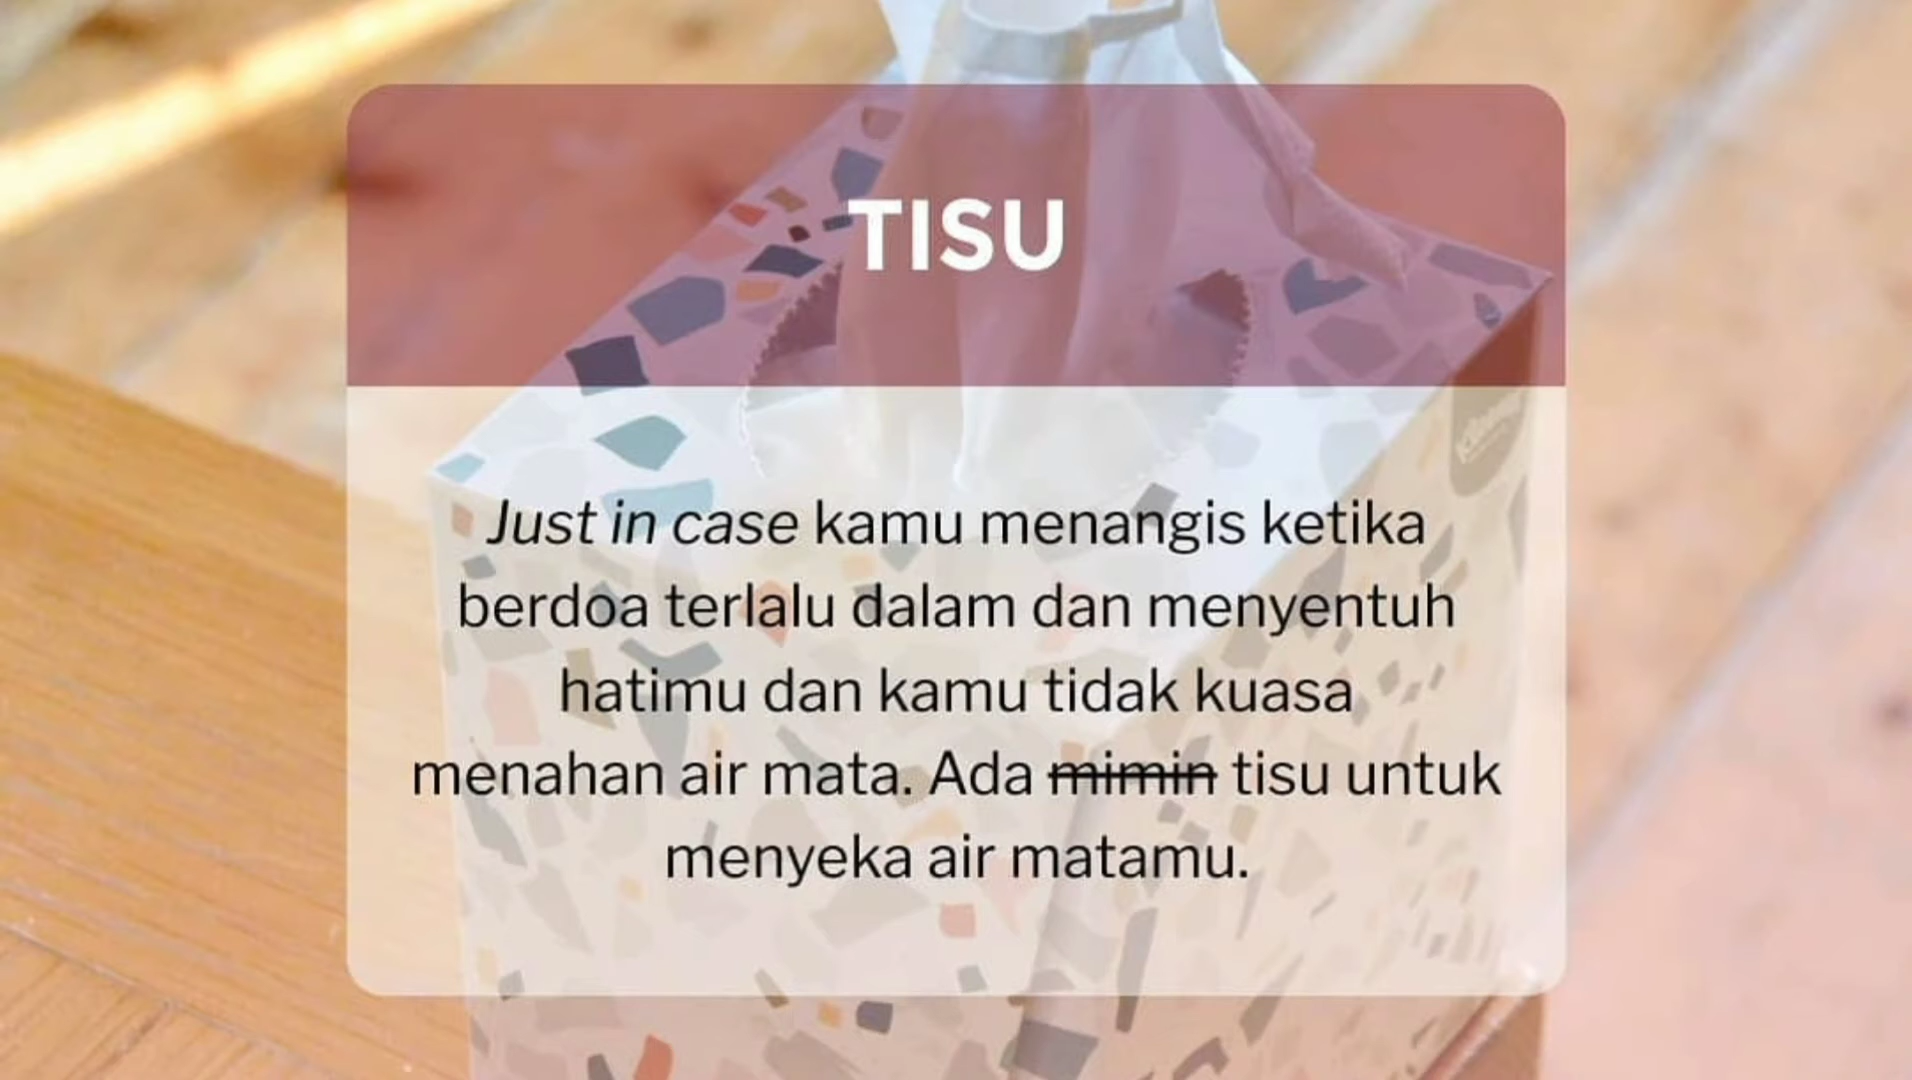 TISU
Just in case kamu menangis ketika
berdoa terlalu dalam dan menyentuh
hatimu dan kamu tidak kuasa
menahan air mata. Ada mimin tisu untuk
menyeka air matamu.
Kleenex